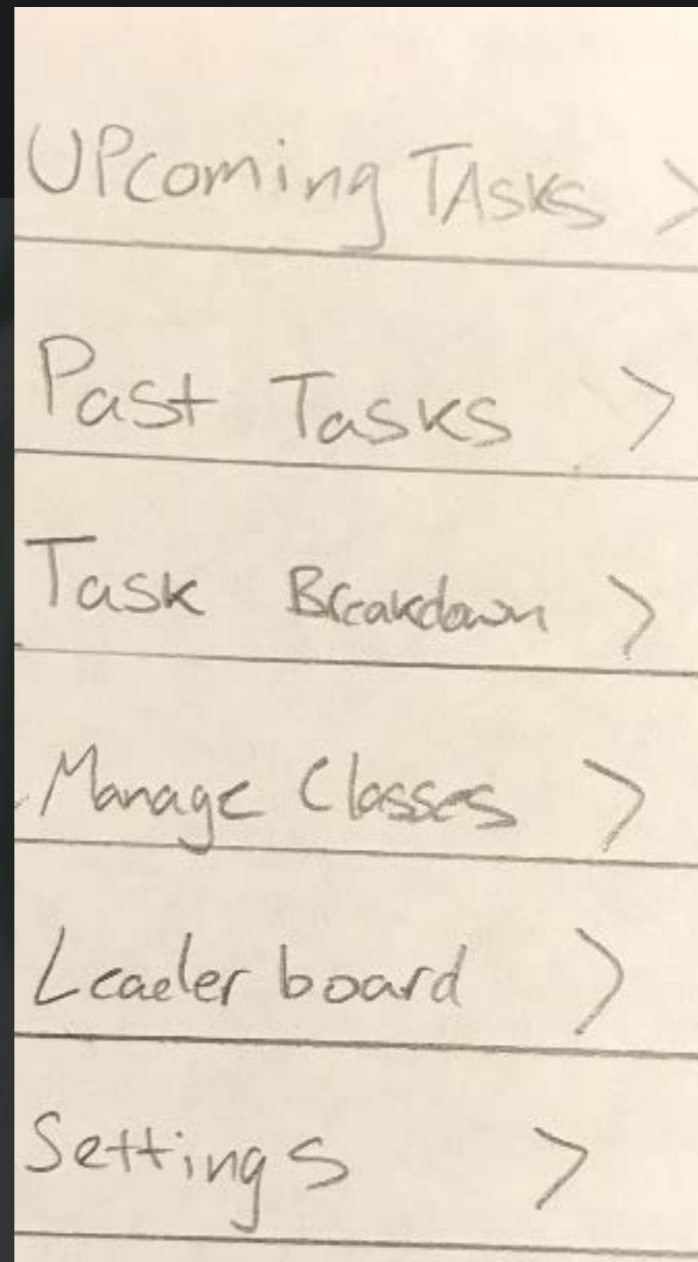 UPcoming TAsks >
Past Tasks >
Task Breakdown >
Manage Classes >
Leader board >
Settings >